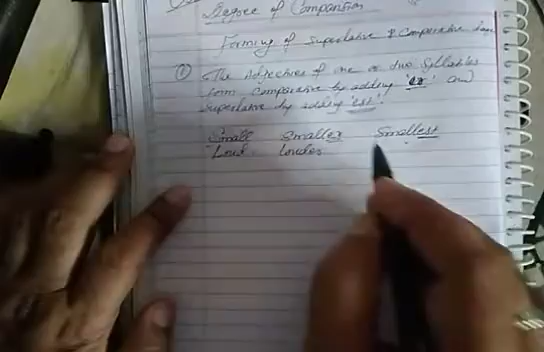 Degree of Comparison
Forming of Superlative & Comparative
① The Adjectives of one or two Syllables
form comparative by adding 'er' and
Superlative by adding 'est'.
Small Smaller Smallest
Loud Louder